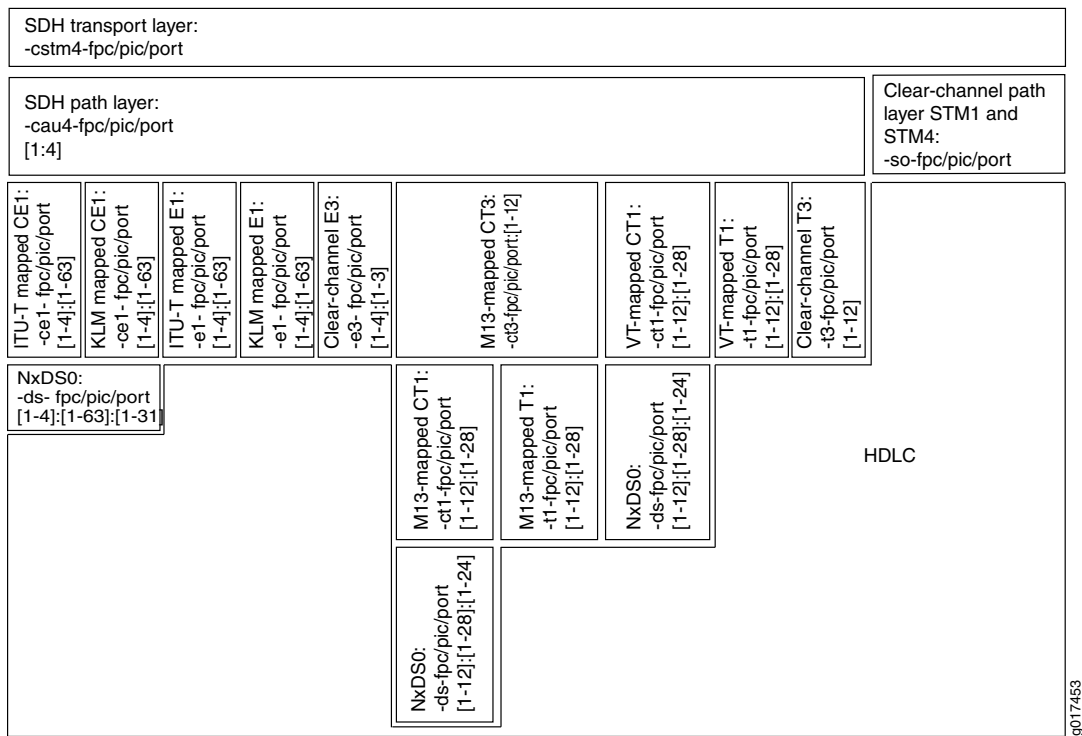 SDH transport layer:
-cstm4-fpc/pic/port
SDH path layer:
-cau4-fpc/pic/port
[1:4]
Clear-channel path
layer STM1 and
STM4:
-so-fpc/pic/port
ITU-T mapped CE1:
-ce1- fpc/pic/port
[1-4]:[1-63]
KLM mapped CE1:
-ce1- fpc/pic/port
[1-4]:[1-63]
ITU-T mapped E1:
-e1- fpc/pic/port
[1-4]:[1-63]
KLM mapped E1:
-e1- fpc/pic/port
[1-4]:[1-63]
Clear-channel E3:
-e3- fpc/pic/port
[1-4]:[1-3]
M13-mapped CT3:
-ct3-fpc/pic/port:[1-12]
VT-mapped CT1:
-ct1-fpc/pic/port
[1-12]:[1-28]
VT-mapped T1:
-t1-fpc/pic/port
[1-12]:[1-28]
Clear-channel T3:
-t3-fpc/pic/port
[1-12]
NxDS0:
-ds- fpc/pic/port
[1-4]:[1-63]:[1-31]
M13-mapped CT1:
-ct1-fpc/pic/port
[1-12]:[1-28]
M13-mapped T1:
-t1-fpc/pic/port
[1-12]:[1-28]
NxDS0:
-ds-fpc/pic/port
[1-12]:[1-28]:[1-24]
HDLC
NxDS0:
-ds-fpc/pic/port
[1-12]:[1-28]:[1-24]
g017453